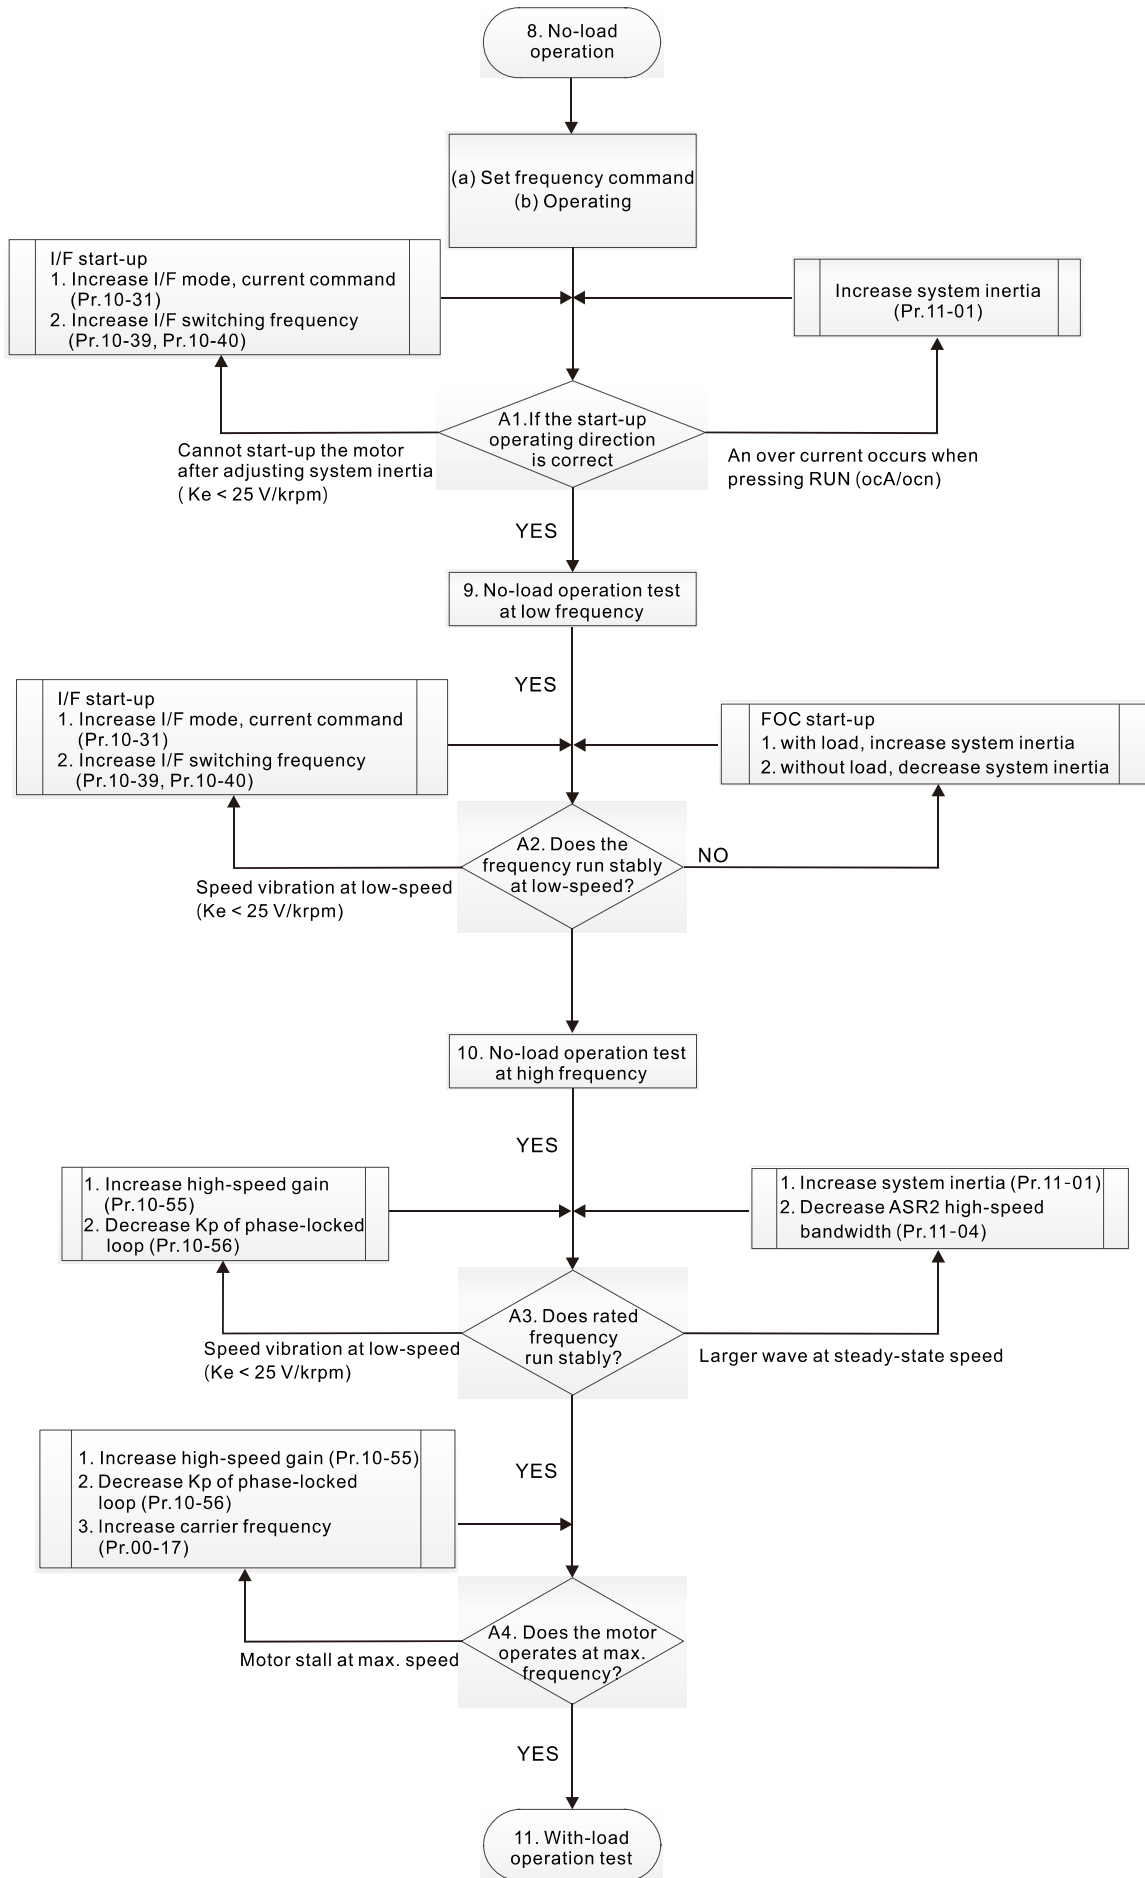 8. No-load
operation
(a) Set frequency command
(b) Operating
I/F start-up
1. Increase I/F mode, current command
(Pr.10-31)
2. Increase I/F switching frequency
(Pr.10-39, Pr.10-40)
Increase system inertia
(Pr.11-01)
A1.If the start-up
operating direction
is correct
Cannot start-up the motor
after adjusting system inertia
( Ke < 25 V/krpm)
An over current occurs when
pressing RUN (ocA/ocn)
YES
9. No-load operation test
at low frequency
YES
I/F start-up
1. Increase I/F mode, current command
(Pr.10-31)
2. Increase I/F switching frequency
(Pr.10-39, Pr.10-40)
FOC start-up
1. with load, increase system inertia
2. without load, decrease system inertia
A2. Does the
frequency run stably
at low-speed?
NO
Speed vibration at low-speed
(Ke < 25 V/krpm)
10. No-load operation test
at high frequency
YES
1. Increase high-speed gain
(Pr.10-55)
2. Decrease Kp of phase-locked
loop (Pr.10-56)
1. Increase system inertia (Pr.11-01)
2. Decrease ASR2 high-speed
bandwidth (Pr.11-04)
A3. Does rated
frequency
run stably?
Speed vibration at low-speed
(Ke < 25 V/krpm)
Larger wave at steady-state speed
YES
1. Increase high-speed gain (Pr.10-55)
2. Decrease Kp of phase-locked
loop (Pr.10-56)
3. Increase carrier frequency
(Pr.00-17)
A4. Does the motor
operates at max.
frequency?
Motor stall at max. speed
YES
11. With-load
operation test